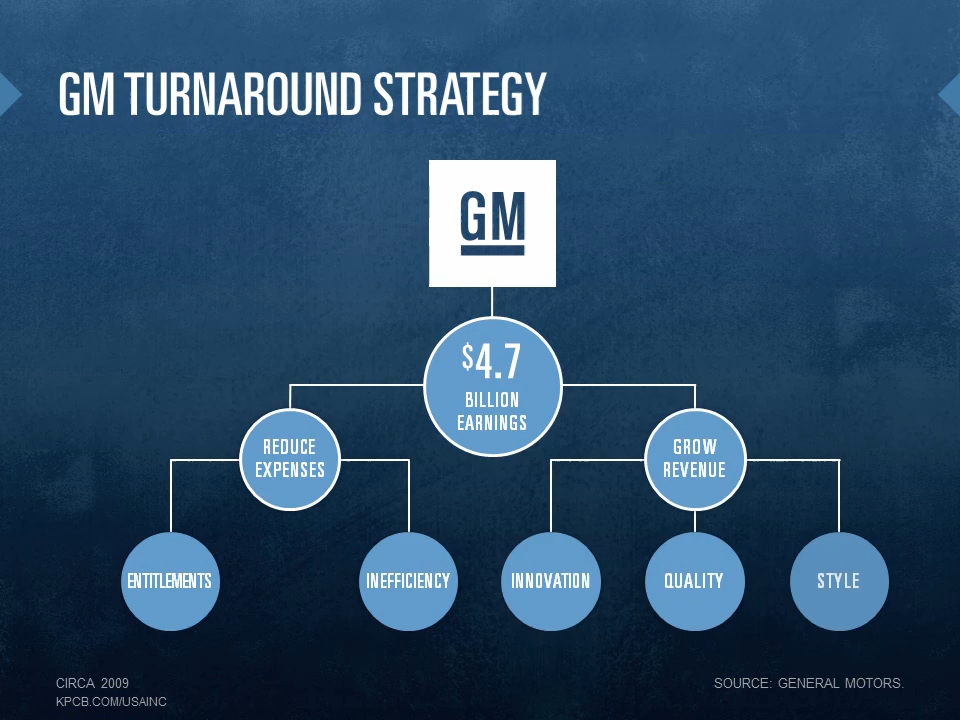 GM TURNAROUND STRATEGY
GM
$4.7
BILLION
EARNINGS
REDUCE
EXPENSES
GROW
REVENUE
ENTITLEMENTS
INEFFICIENCY
INNOVATION
QUALITY
STYLE
CIRCA 2009
KPCB.COM/USAINC
SOURCE: GENERAL MOTORS.